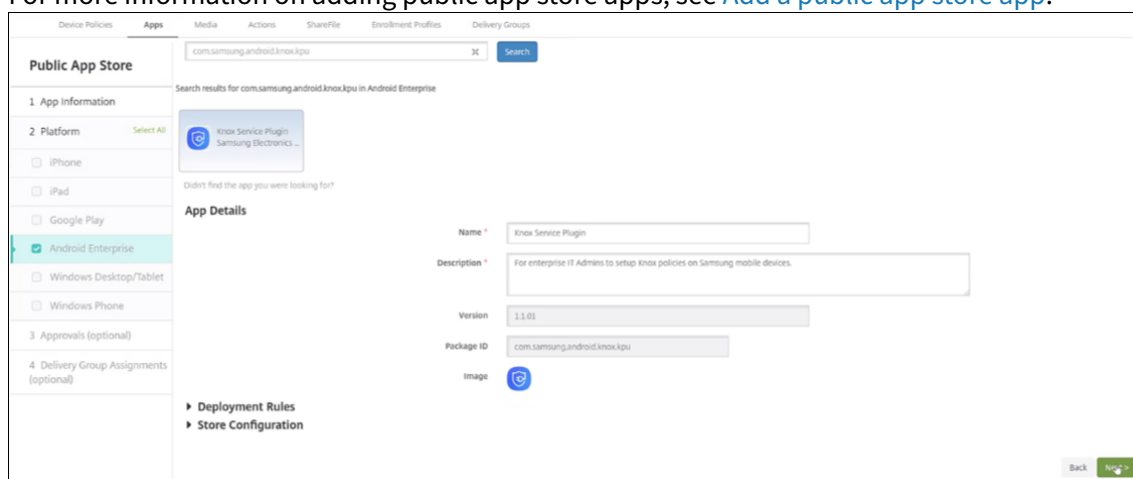 For more information on adding public app store apps, see Add a public app store app.
Device Policies Apps Media Actions ShareFile Enrollment Profiles Delivery Groups
com.samsung.android.knox.kpu Search
Public App Store
Search results for com.samsung.android.knox.kpu in Android Enterprise
1 App Information
2 Platform Select All
Knox Service Plugin
Samsung Electronics ...
iPhone
iPad
Didn't find the app you were looking for?
App Details
Google Play
Name * Knox Service Plugin
Android Enterprise
Description * For enterprise IT Admins to setup Knox policies on Samsung mobile devices.
Windows Desktop/Tablet
Windows Phone
Version 1.1.01
3 Approvals (optional)
Package ID com.samsung.android.knox.kpu
4 Delivery Group Assignments
(optional)
Image
Deployment Rules
Store Configuration
Back Next >